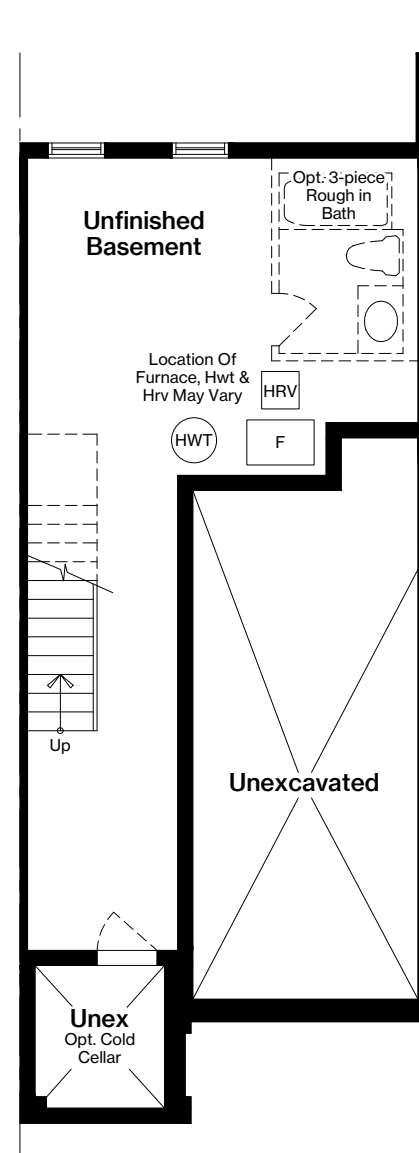 Opt. 3-piece
Rough in
Bath
Unfinished
Basement
Location Of
Furnace, Hwt &
Hrv May Vary
HRV
HWT
F
Up
Unexcavated
Unex
Opt. Cold
Cellar